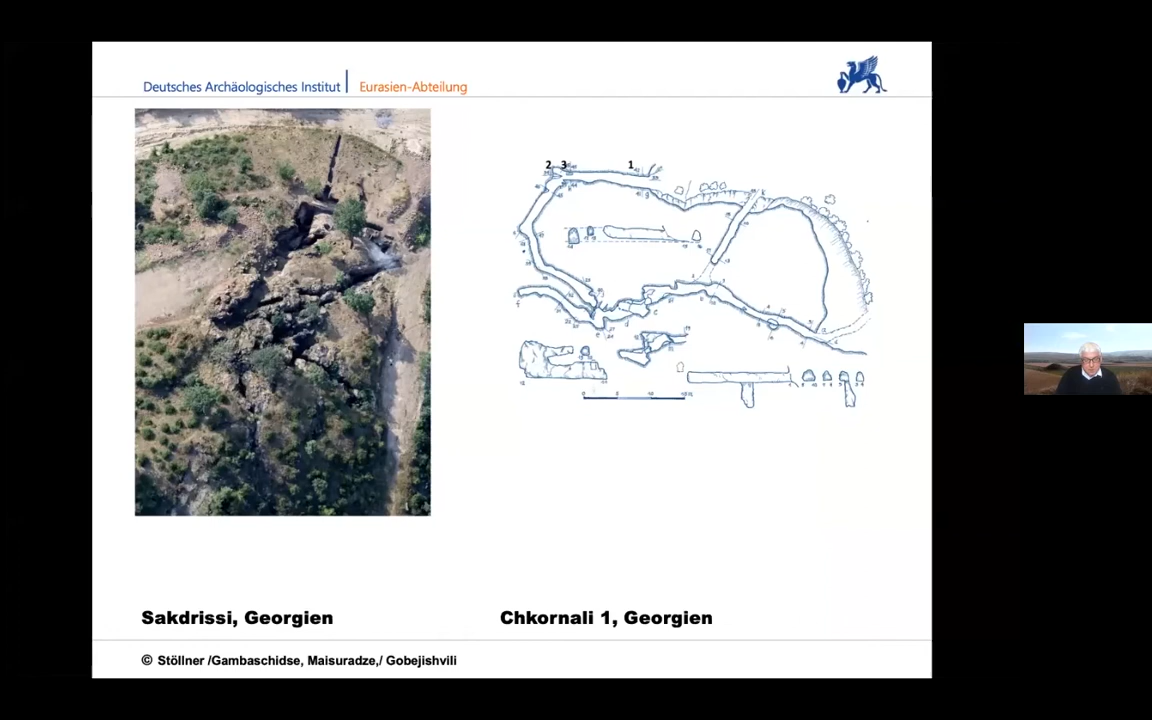 Deutsches Archäologisches Institut | Eurasien-Abteilung
2 3 1
Sakdrissi, Georgien
Chkornali 1, Georgien
© Stöllner /Gambaschidse, Maisuradze,/ Gobejishvili